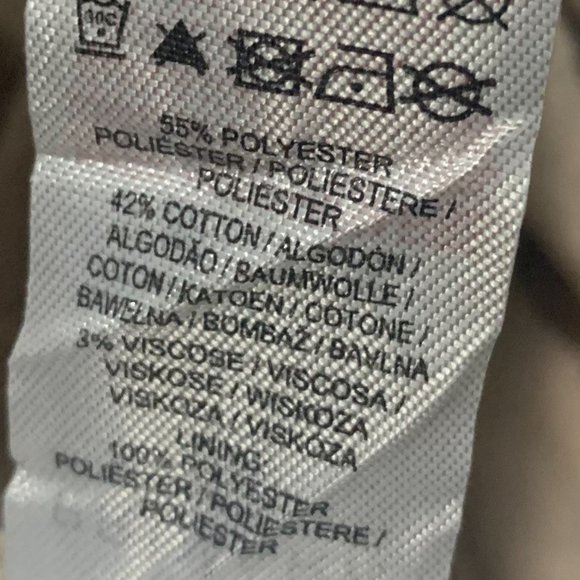 30C
55% POLYESTER
POLIÉSTER / POLIESTERE /
POLIESTER
42% COTTON / ALGODÓN /
ALGODÃO / BAUMWOLLE /
COTON / KATOEN / COTONE /
BAWEŁNA / BOMBAŽ / BAVLNA
3% VISCOSE / VISCOSA /
VISKOSE / WISKOZA
VISKOZA / VISKOZA
LINING:
100% POLYESTER
POLIÉSTER / POLIESTERE /
POLIESTER